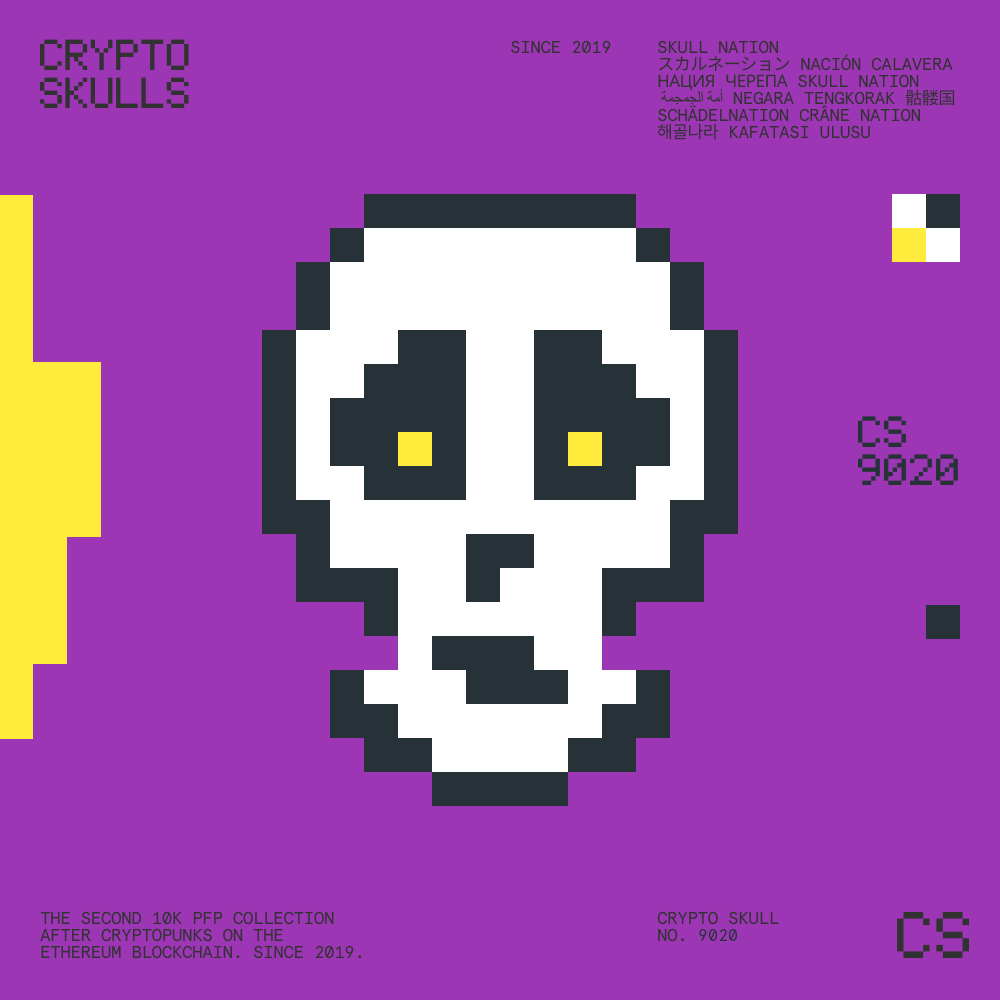 CRYPTO
SKULLS
SINCE 2019
SKULL NATION
スカルネーション NACIÓN CALAVERA
НАЦИЯ ЧЕРЕПА SKULL NATION
أمة الجمجمة NEGARA TENGKORAK 骷髅国
SCHÄDELNATION CRÂNE NATION
해골나라 KAFATASI ULUSU
CS
9020
THE SECOND 10K PFP COLLECTION
AFTER CRYPTOPUNKS ON THE
ETHEREUM BLOCKCHAIN. SINCE 2019.
CRYPTO SKULL
NO. 9020
CS